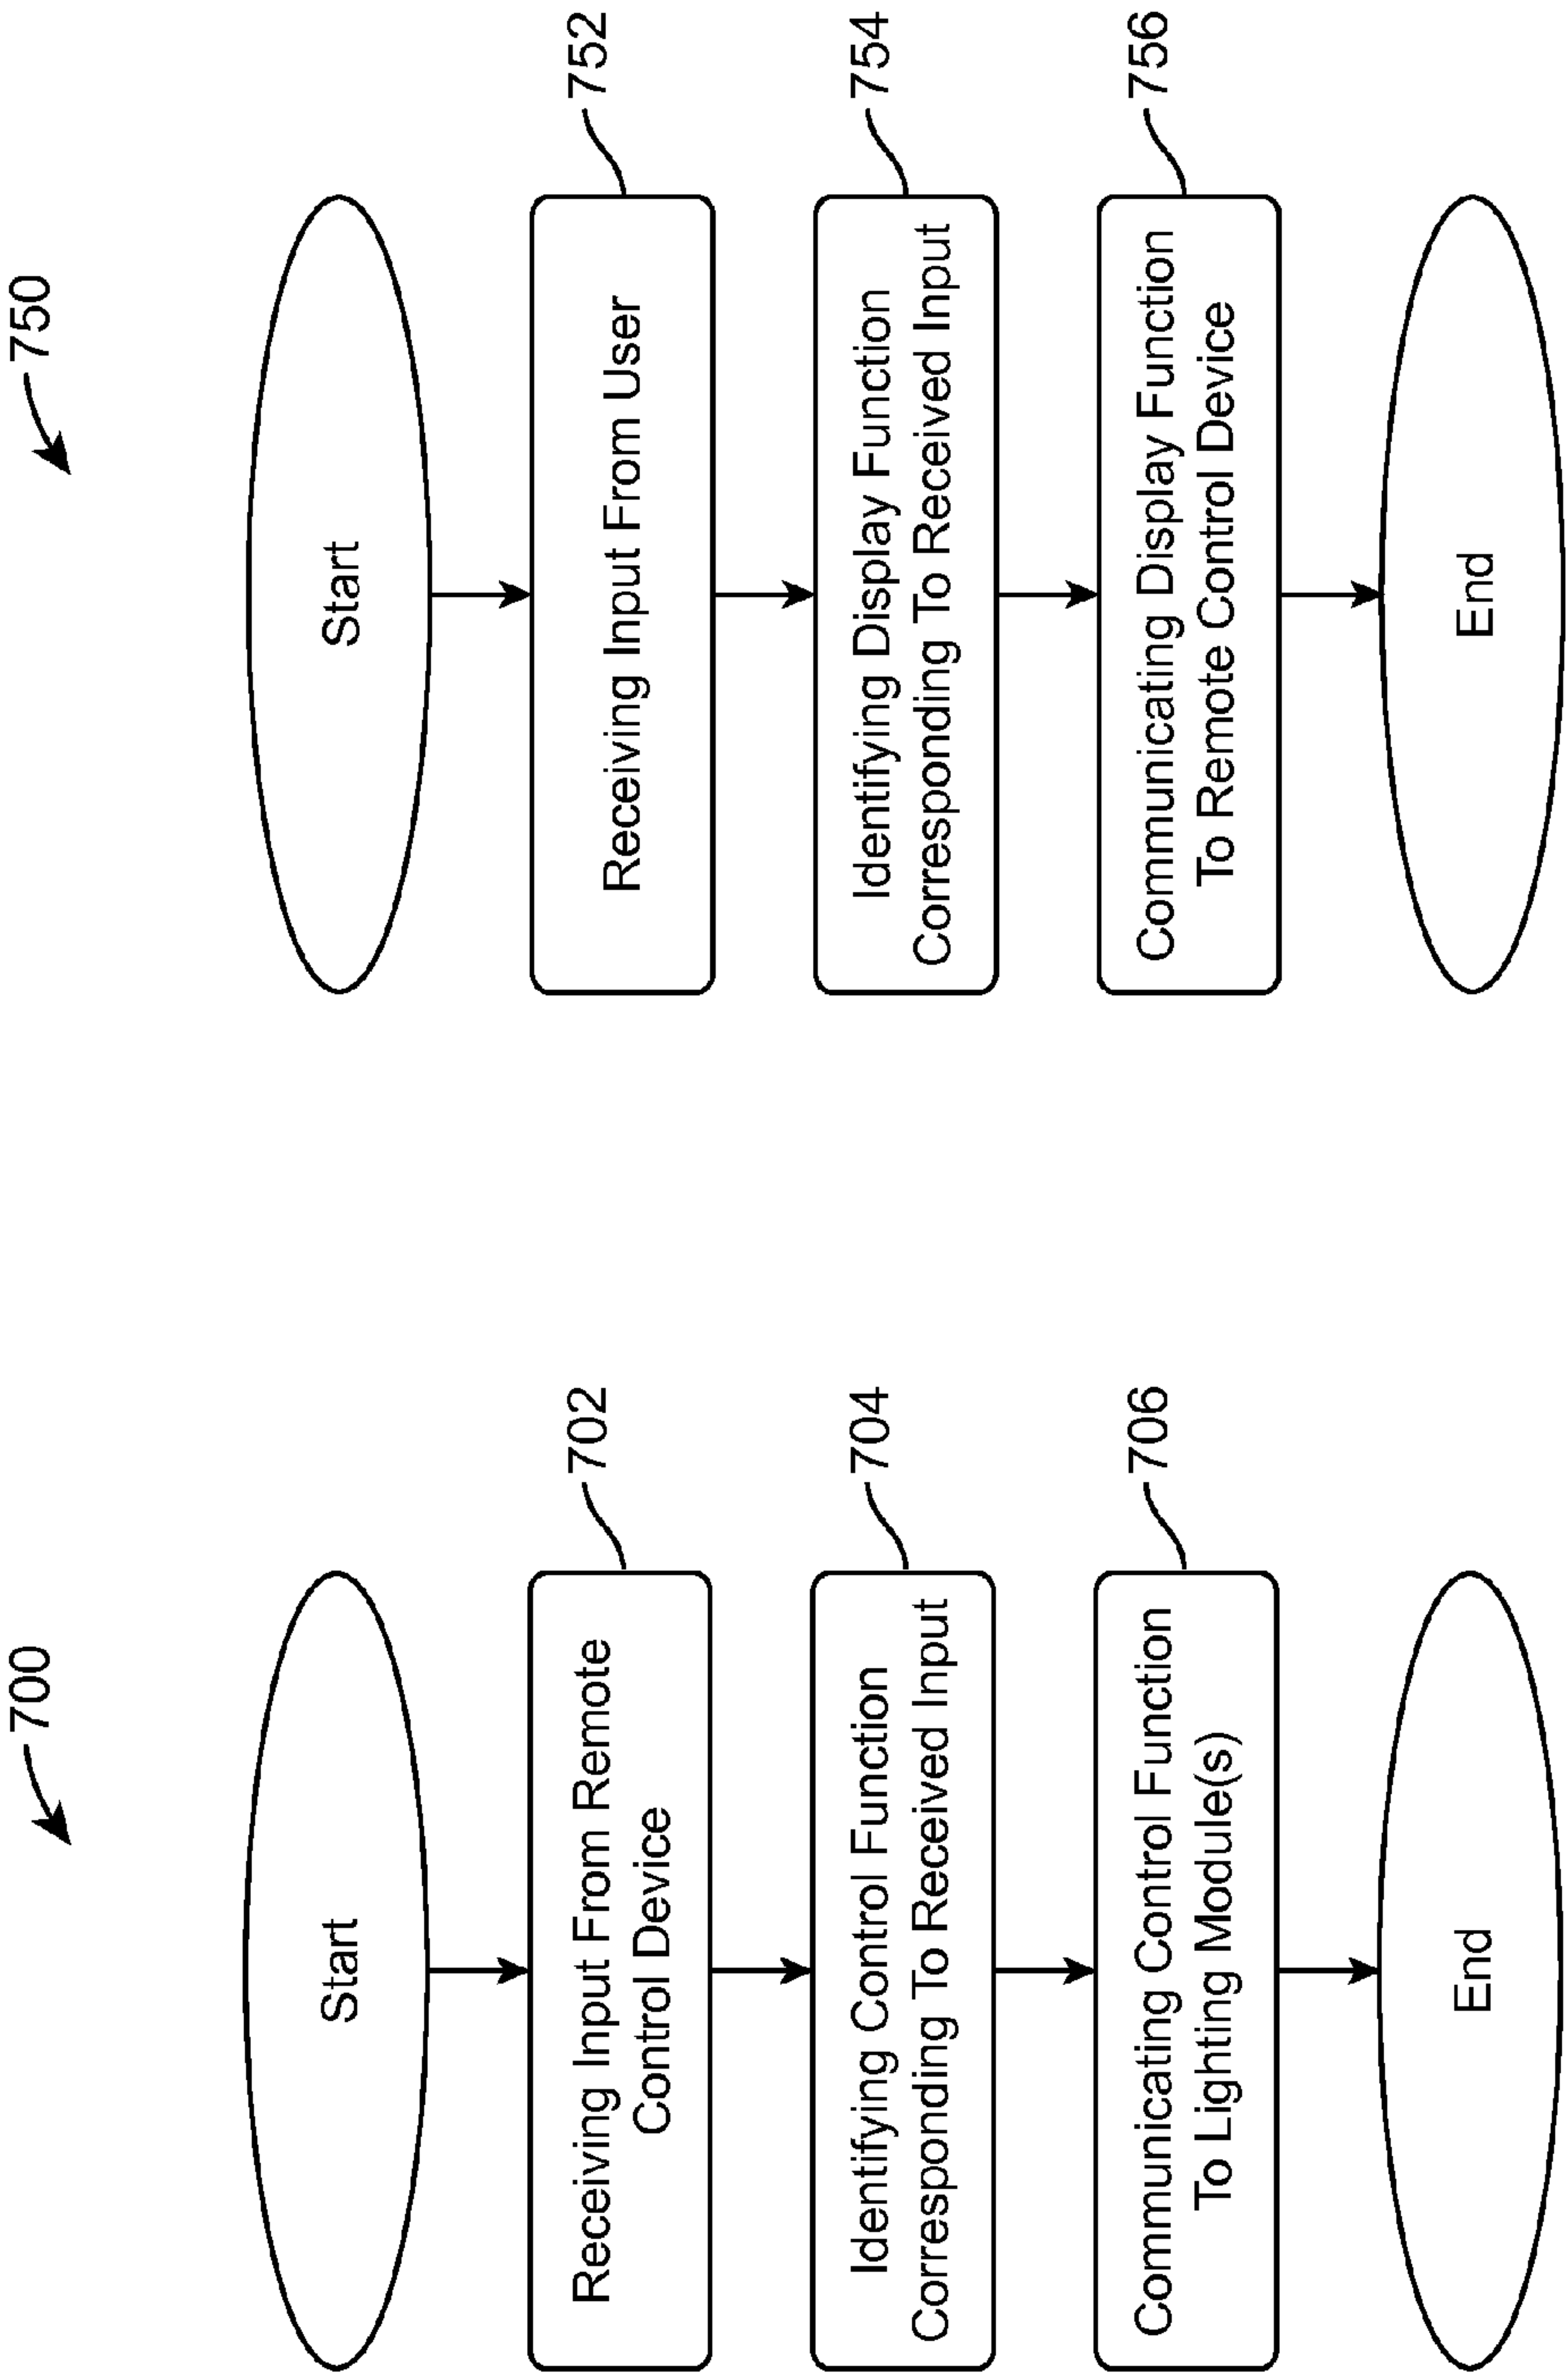 700
Start
Receiving Input From Remote
Control Device
702
Identifying Control Function
Corresponding To Received Input
704
Communicating Control Function
To Lighting Module(s)
706
End
750
Start
Receiving Input From User
752
Identifying Display Function
Corresponding To Received Input
754
Communicating Display Function
To Remote Control Device
756
End